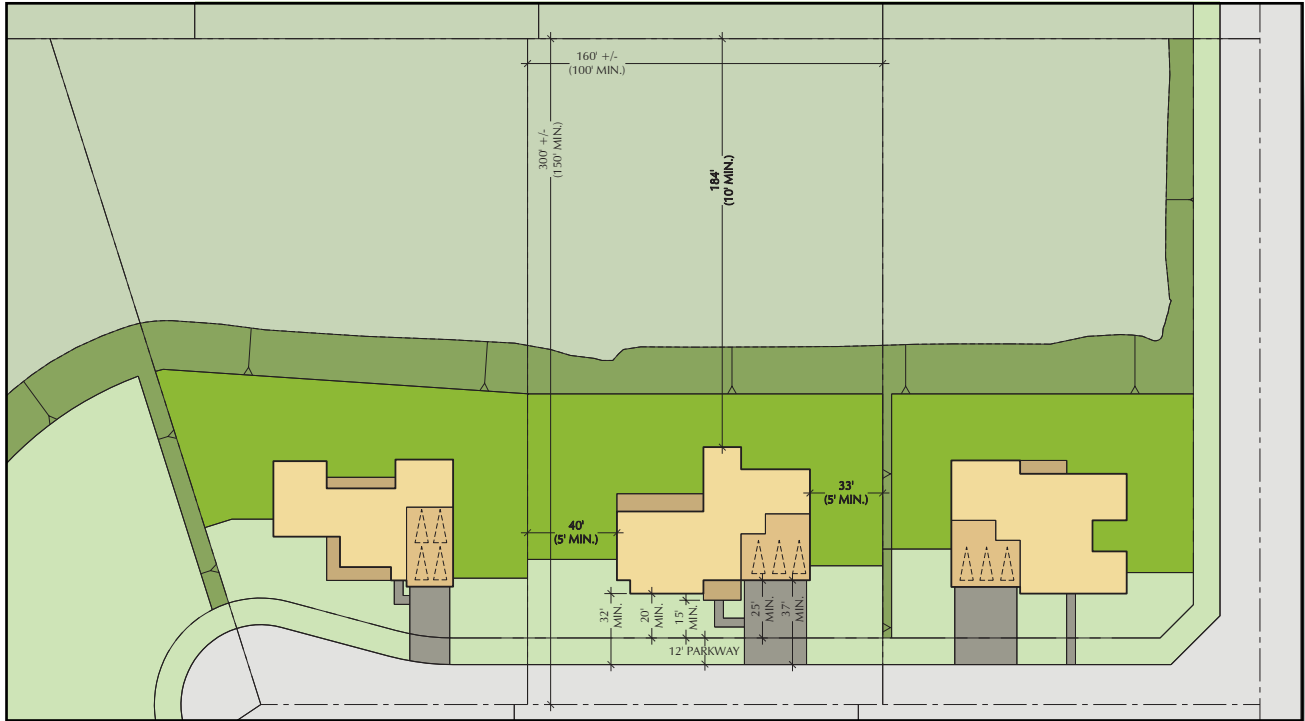 160' +/-
(100' MIN.)
300' +/-
(150' MIN.)
184'
(10' MIN.)
33'
(5' MIN.)
40'
(5' MIN.)
32'
MIN.
20'
MIN.
15'
MIN.
25'
MIN.
37'
MIN.
12' PARKWAY